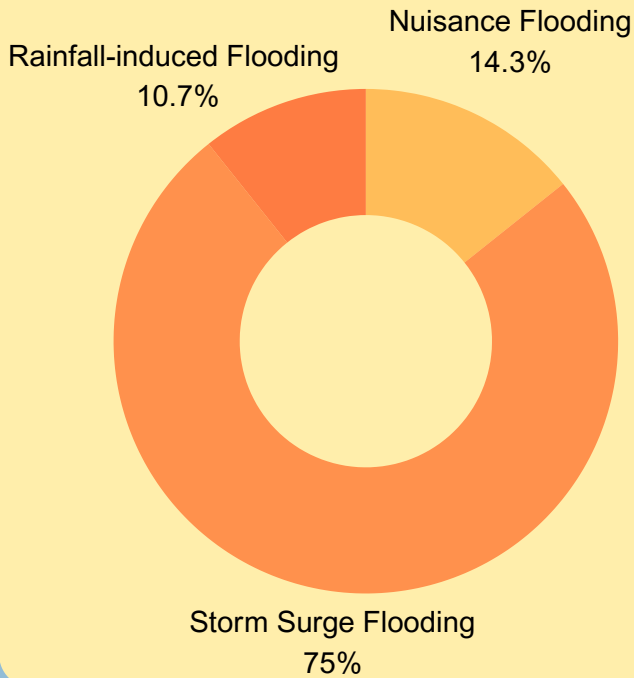 Nuisance Flooding
14.3%
Rainfall-induced Flooding
10.7%
Storm Surge Flooding
75%